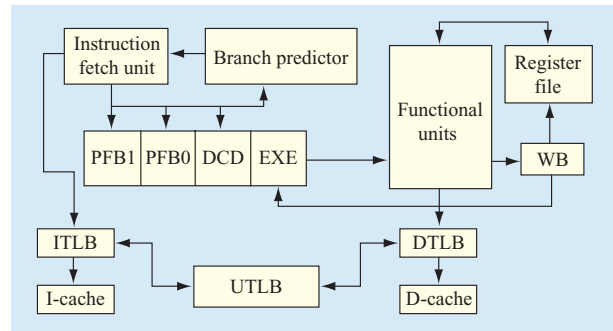 Instruction
fetch unit
Branch predictor
Register
file
Functional
units
PFB1
PFB0
DCD
EXE
WB
ITLB
DTLB
UTLB
I-cache
D-cache